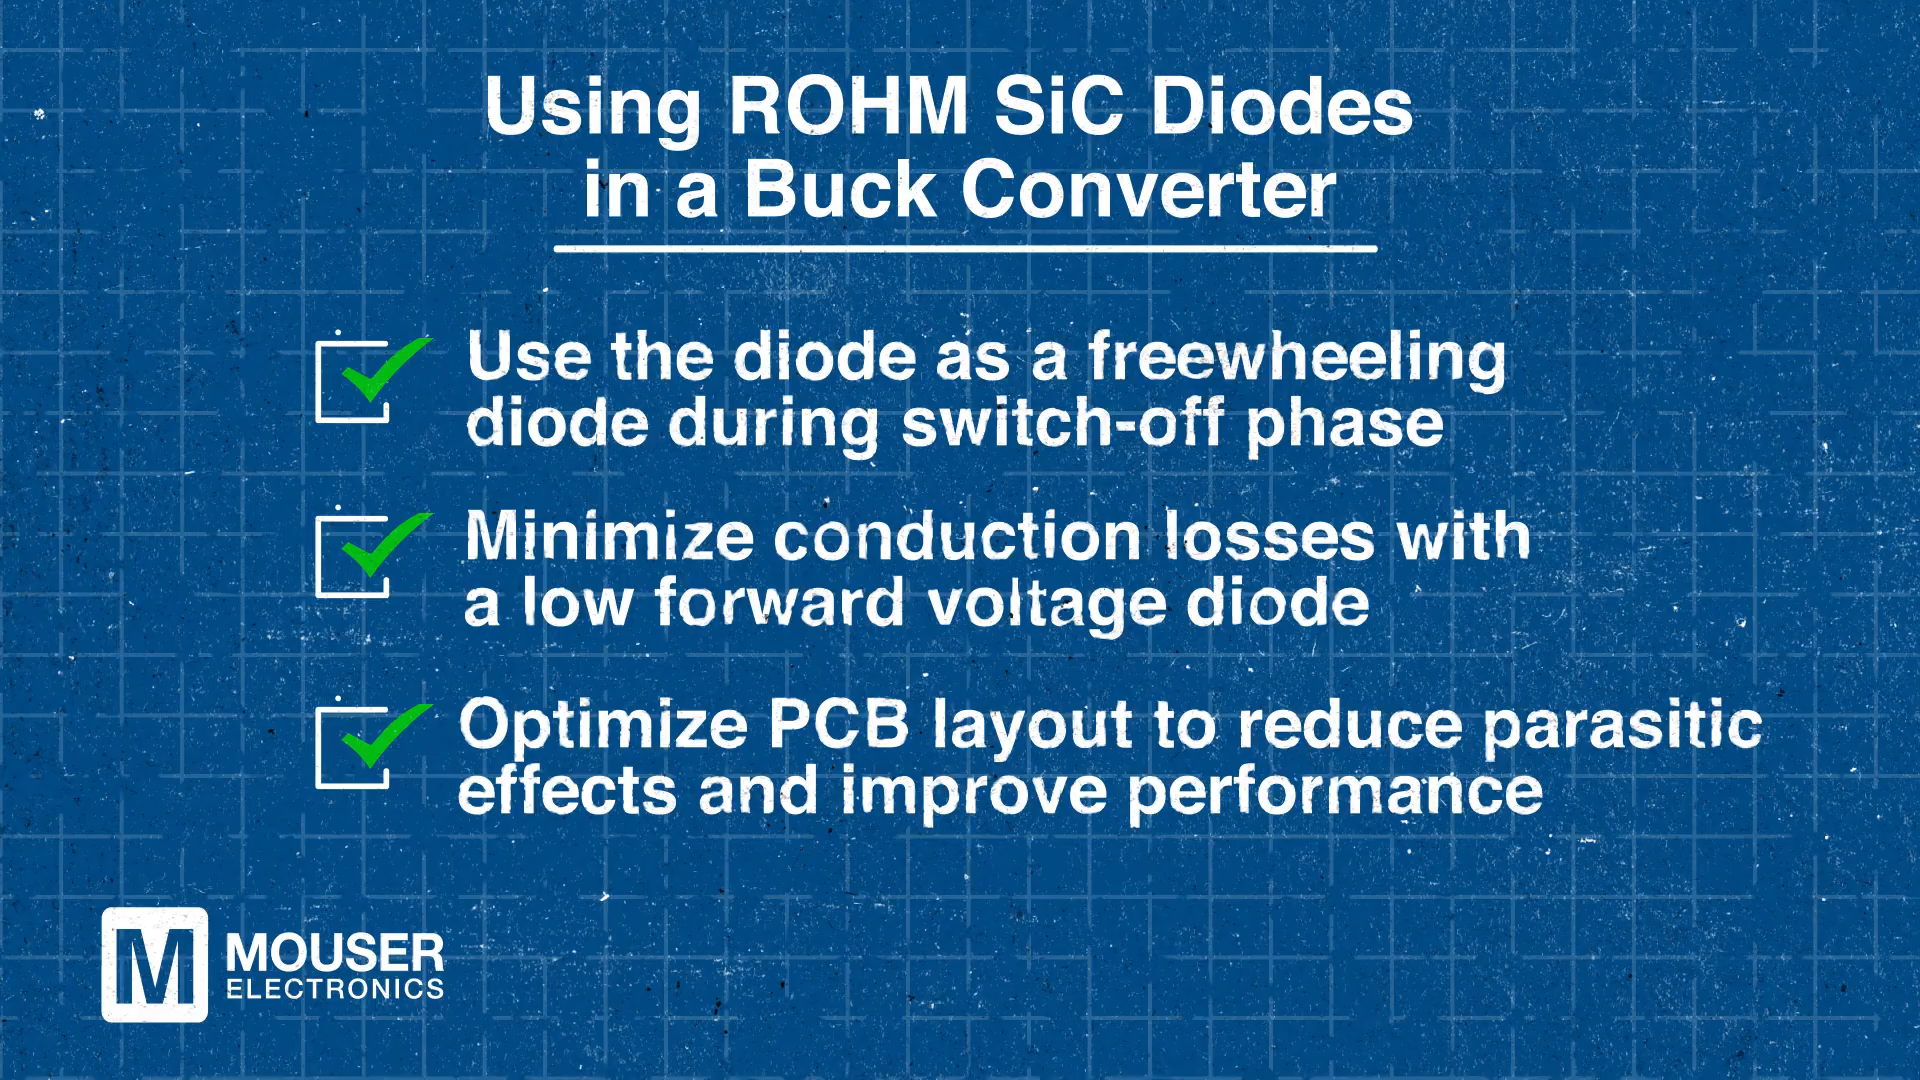 Using ROHM SiC Diodes
in a Buck Converter
Use the diode as a freewheeling
diode during switch-off phase
Minimize conduction losses with
a low forward voltage diode
Optimize PCB layout to reduce parasitic
effects and improve performance
M
MOUSER
ELECTRONICS